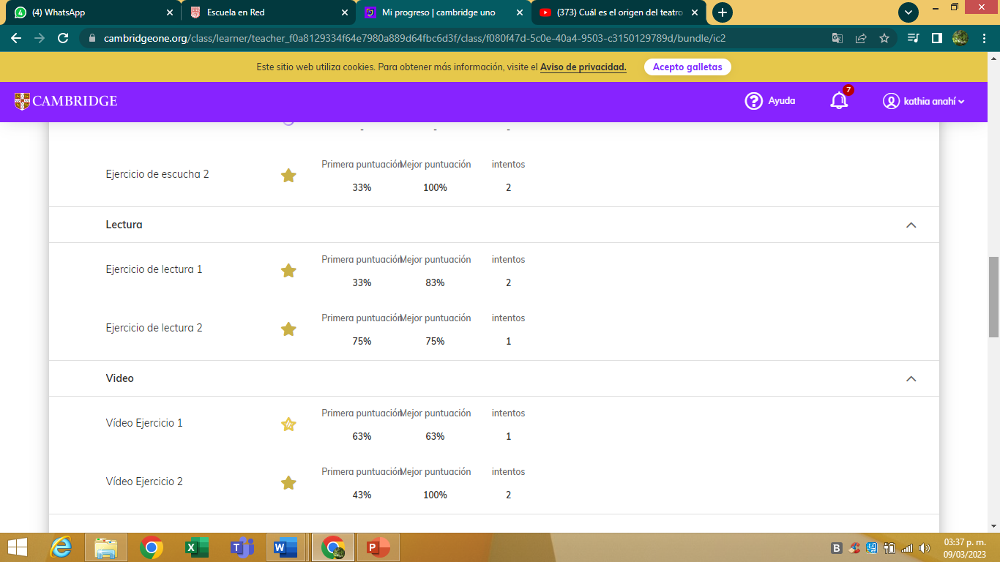 (4) WhatsApp
Escuela en Red
Mi progreso | cambridge uno
(373) Cuál es el origen del teatro
cambridgeone.org/class/learner/teacher_f0a8129334f64e7980a889d64fbc6d3f/class/f080f47d-5c0e-40a4-9503-c3150129789d/bundle/ic2
Este sitio web utiliza cookies. Para obtener más información, visite el Aviso de privacidad. Acepto galletas
CAMBRIDGE
Ayuda
7
kathia anahí
- - -
Primera puntuación Mejor puntuación intentos
Ejercicio de escucha 2
33% 100% 2
Lectura
Primera puntuación Mejor puntuación intentos
Ejercicio de lectura 1
33% 83% 2
Primera puntuación Mejor puntuación intentos
Ejercicio de lectura 2
75% 75% 1
Video
Primera puntuación Mejor puntuación intentos
Vídeo Ejercicio 1
63% 63% 1
Primera puntuación Mejor puntuación intentos
Vídeo Ejercicio 2
43% 100% 2
03:37 p. m.
09/03/2023